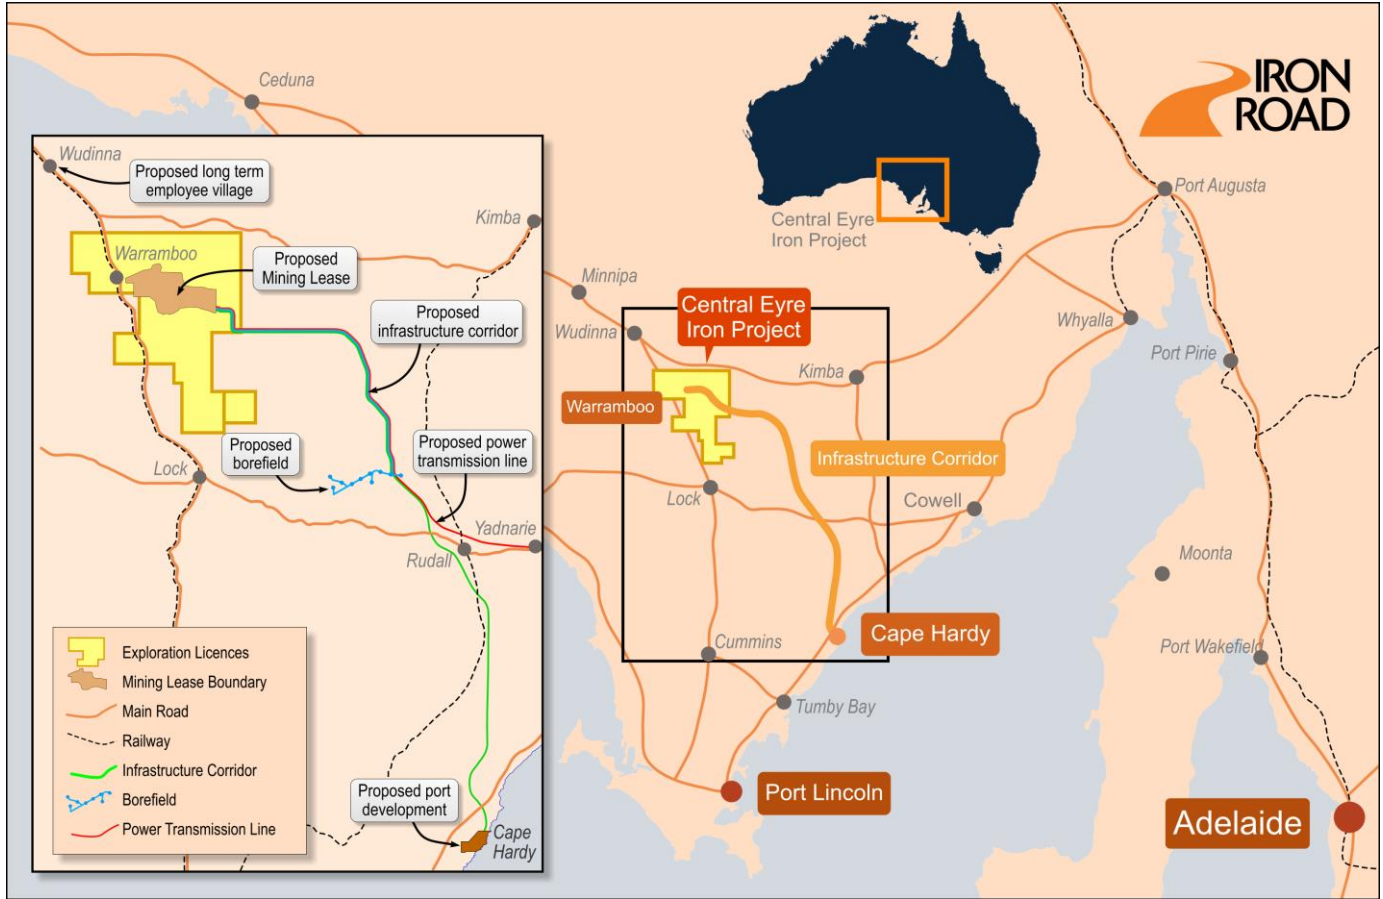 Ceduna
IRON
ROAD
Wudinna
Proposed long term
employee village
Kimba
Warramboo
Proposed
Mining Lease
Proposed
infrastructure corridor
Proposed power
transmission line
Proposed
borefield
Lock
Yadnarie
Rudall
Exploration Licences
Mining Lease Boundary
Main Road
Railway
Infrastructure Corridor
Borefield
Power Transmission Line
Proposed port
development
Cape
Hardy
Central Eyre
Iron Project
Port Augusta
Minnipa
Central Eyre
Iron Project
Wudinna
Whyalla
Port Pirie
Kimba
Warramboo
Infrastructure Corridor
Lock
Cowell
Moonta
Cape Hardy
Cummins
Port Wakefield
Tumby Bay
Port Lincoln
Adelaide